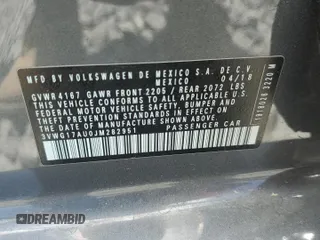 MFD BY VOLKSWAGEN DE MEXICO S.A. DE C.V.
MEXICO 04/18
GVWR4167 GAWR FRONT 2205 / REAR 2072 LBS
THIS VEHICLE CONFORMS TO ALL APPLICABLE
FEDERAL MOTOR VEHICLE SAFETY, BUMPER AND
THEFT PREVENTION STANDARDS IN EFFECT ON THE
DATE OF MANUFACTURE SHOWN ABOVE.
3VWG17AU0JM282951 PASSENGER CAR
DREAMBID